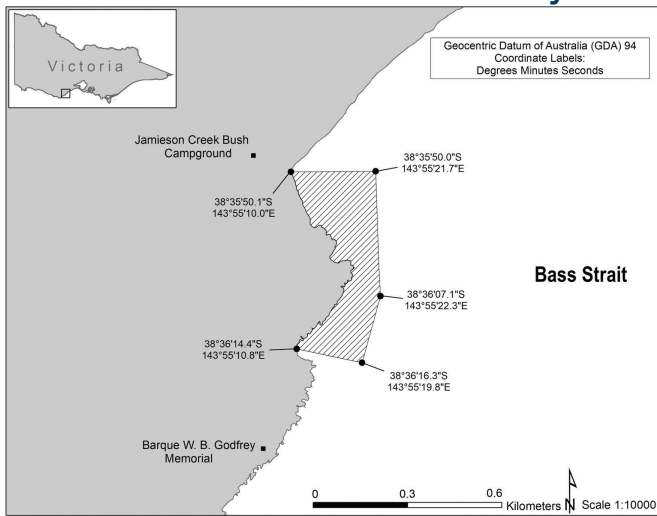 Geocentric Datum of Australia (GDA) 94
Coordinate Labels:
Degrees Minutes Seconds
Victoria
Jamieson Creek Bush
Campground
38°35'50.0"S
143°55'21.7"E
38°35'50.1"S
143°55'10.0"E
Bass Strait
38°36'07.1"S
143°55'22.3"E
38°36'14.4"S
143°55'10.8"E
38°36'16.3"S
143°55'19.8"E
Barque W. B. Godfrey
Memorial
0 0.3 0.6
Kilometers N Scale 1:10000